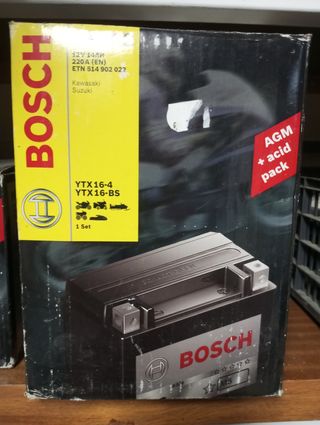 BOSCH
12V 14AH
220A (EN)
ETN 514 902 022
Kawasaki
Suzuki
AGM
+ acid
pack
YTX16-4
YTX16-BS
1 Set
BOSCH